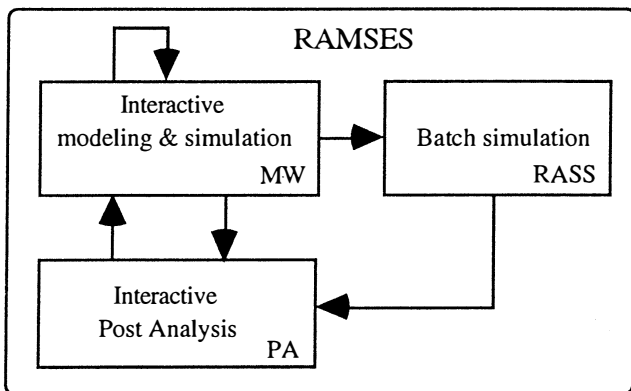 RAMSES
Interactive
modeling & simulation
MW
Batch simulation
RASS
Interactive
Post Analysis
PA